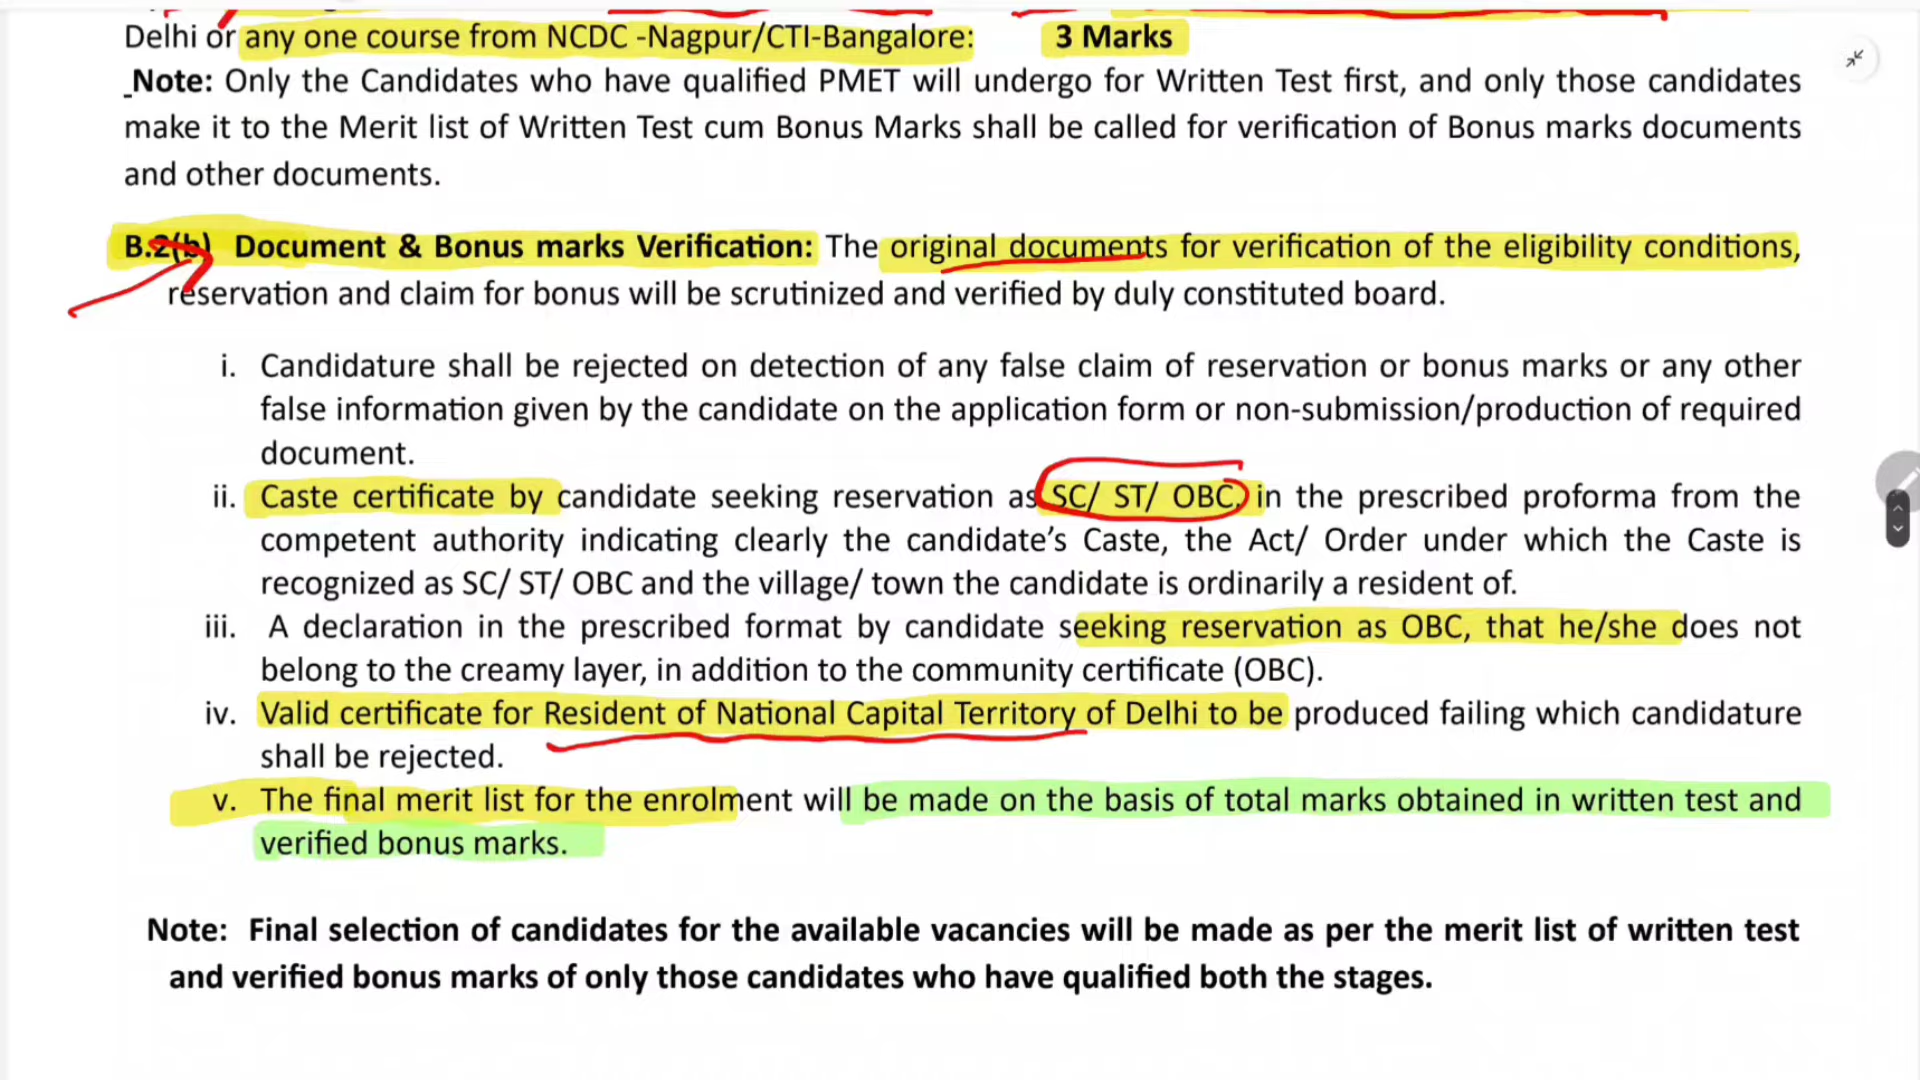 Delhi or any one course from NCDC -Nagpur/CTI-Bangalore: 3 Marks
Note: Only the Candidates who have qualified PMET will undergo for Written Test first, and only those candidates
make it to the Merit list of Written Test cum Bonus Marks shall be called for verification of Bonus marks documents
and other documents.
B.2(b) Document & Bonus marks Verification: The original documents for verification of the eligibility conditions,
reservation and claim for bonus will be scrutinized and verified by duly constituted board.
i. Candidature shall be rejected on detection of any false claim of reservation or bonus marks or any other
false information given by the candidate on the application form or non-submission/production of required
document.
ii. Caste certificate by candidate seeking reservation as SC/ ST/ OBC, in the prescribed proforma from the
competent authority indicating clearly the candidate’s Caste, the Act/ Order under which the Caste is
recognized as SC/ ST/ OBC and the village/ town the candidate is ordinarily a resident of.
iii. A declaration in the prescribed format by candidate seeking reservation as OBC, that he/she does not
belong to the creamy layer, in addition to the community certificate (OBC).
iv. Valid certificate for Resident of National Capital Territory of Delhi to be produced failing which candidature
shall be rejected.
v. The final merit list for the enrolment will be made on the basis of total marks obtained in written test and
verified bonus marks.
Note: Final selection of candidates for the available vacancies will be made as per the merit list of written test
and verified bonus marks of only those candidates who have qualified both the stages.